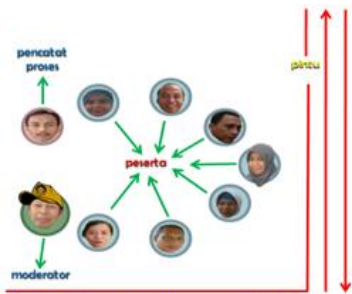 pencatat
proses
pintu
peserta
moderator